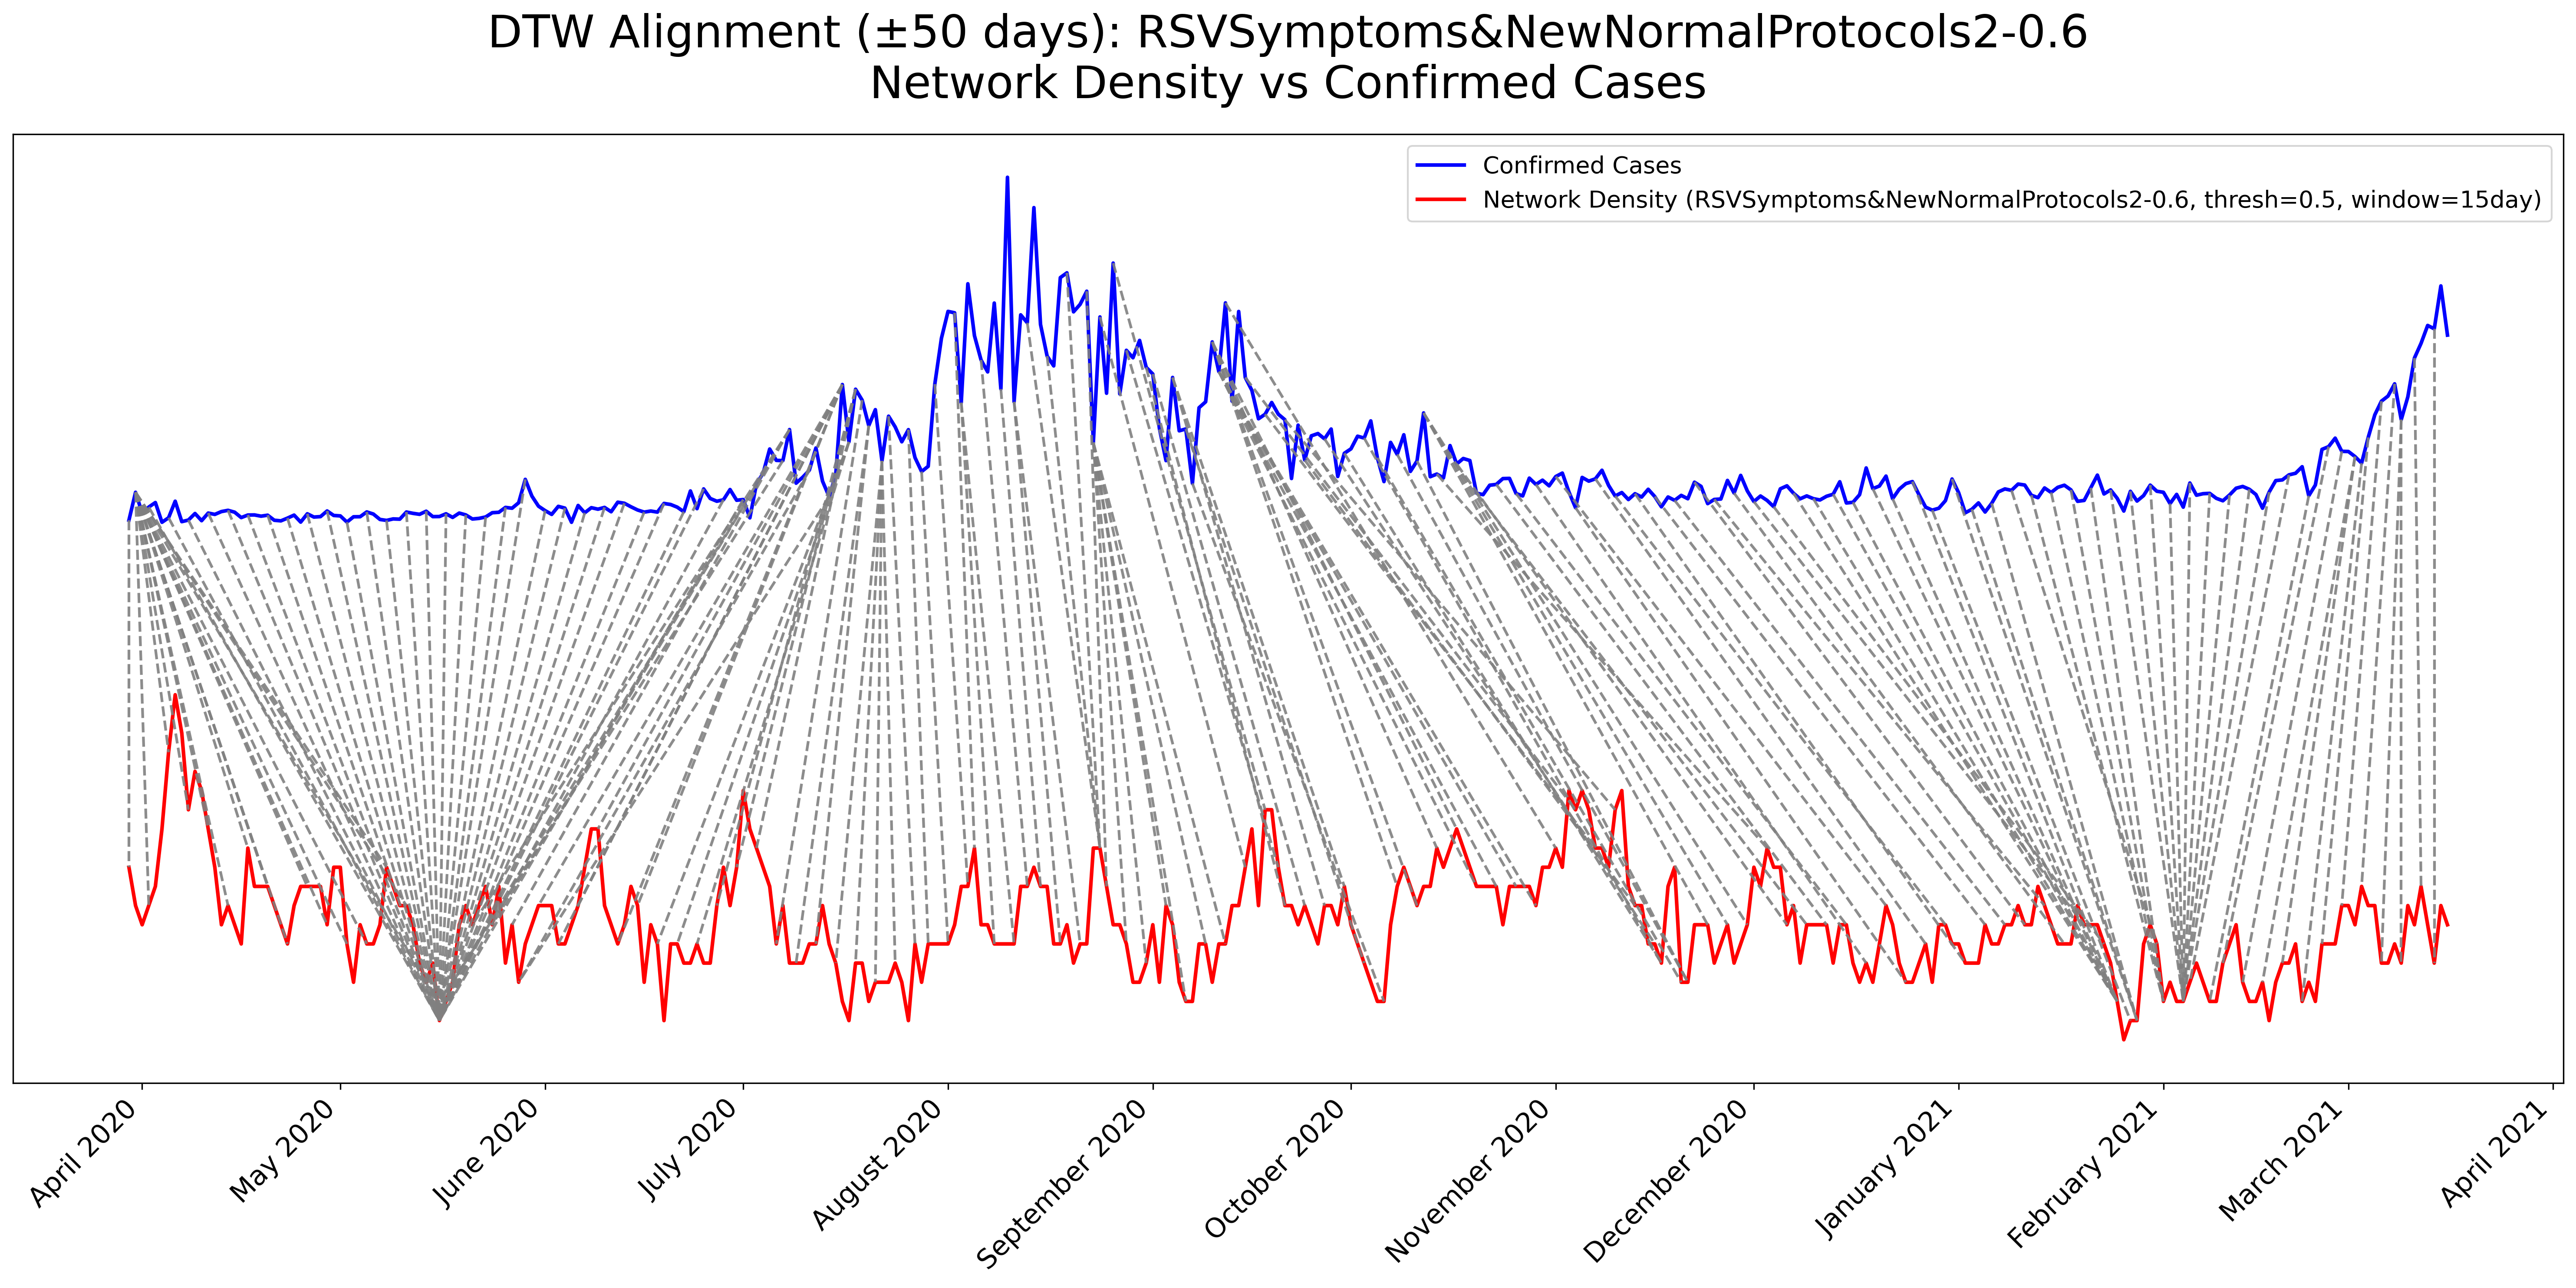 DTW Alignment (±50 days): RSVSymptoms&NewNormalProtocols2-0.6
Network Density vs Confirmed Cases
Confirmed Cases
Network Density (RSVSymptoms&NewNormalProtocols2-0.6, thresh=0.5, window=15day)
April 2020
May 2020
June 2020
July 2020
August 2020
September 2020
October 2020
November 2020
December 2020
January 2021
February 2021
March 2021
April 2021